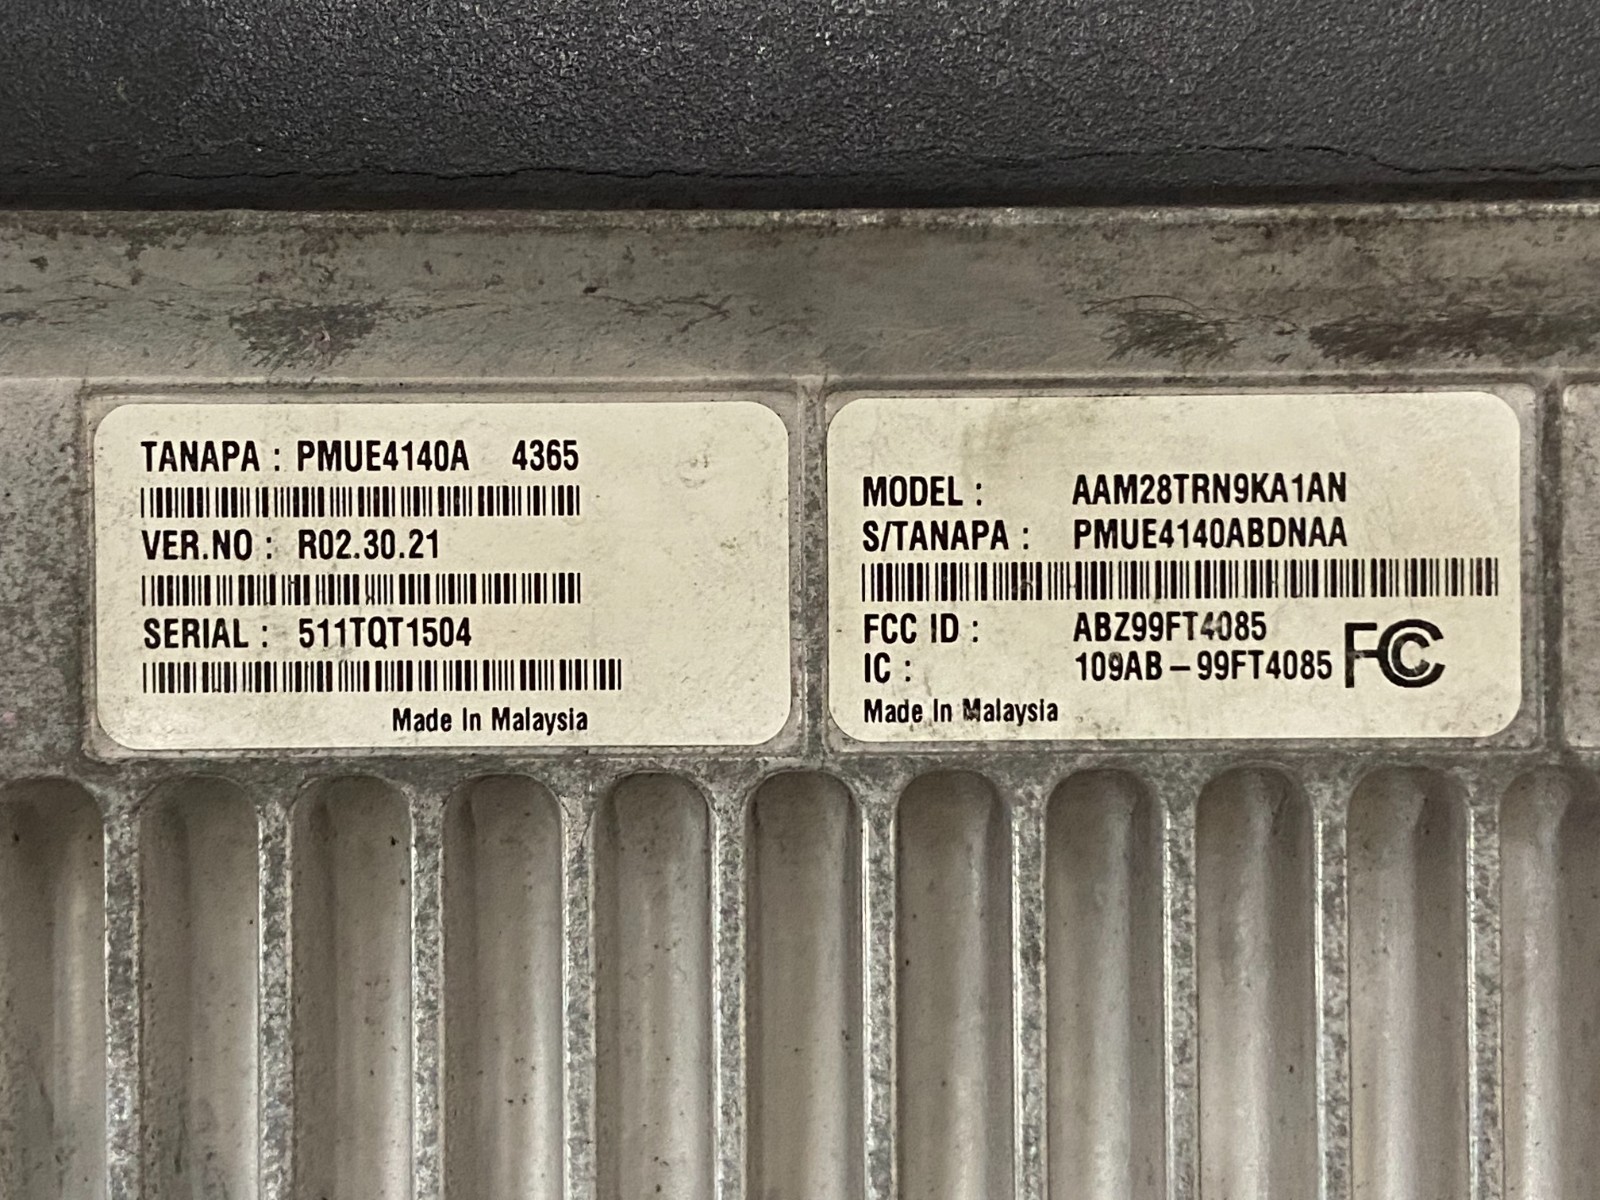 TANAPA : PMUE4140A 4365
VER.NO : R02.30.21
SERIAL : 511TQT1504
Made In Malaysia
MODEL : AAM28TRN9KA1AN
S/TANAPA : PMUE4140ABDNAA
FCC ID : ABZ99FT4085
IC : 109AB-99FT4085
FC
Made In Malaysia